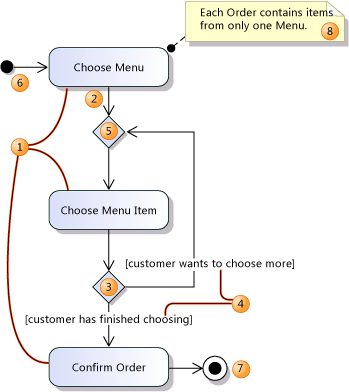 Each Order contains items
from only one Menu.
8
Choose Menu
6
2
5
1
Choose Menu Item
[customer wants to choose more]
3
4
[customer has finished choosing]
Confirm Order
7